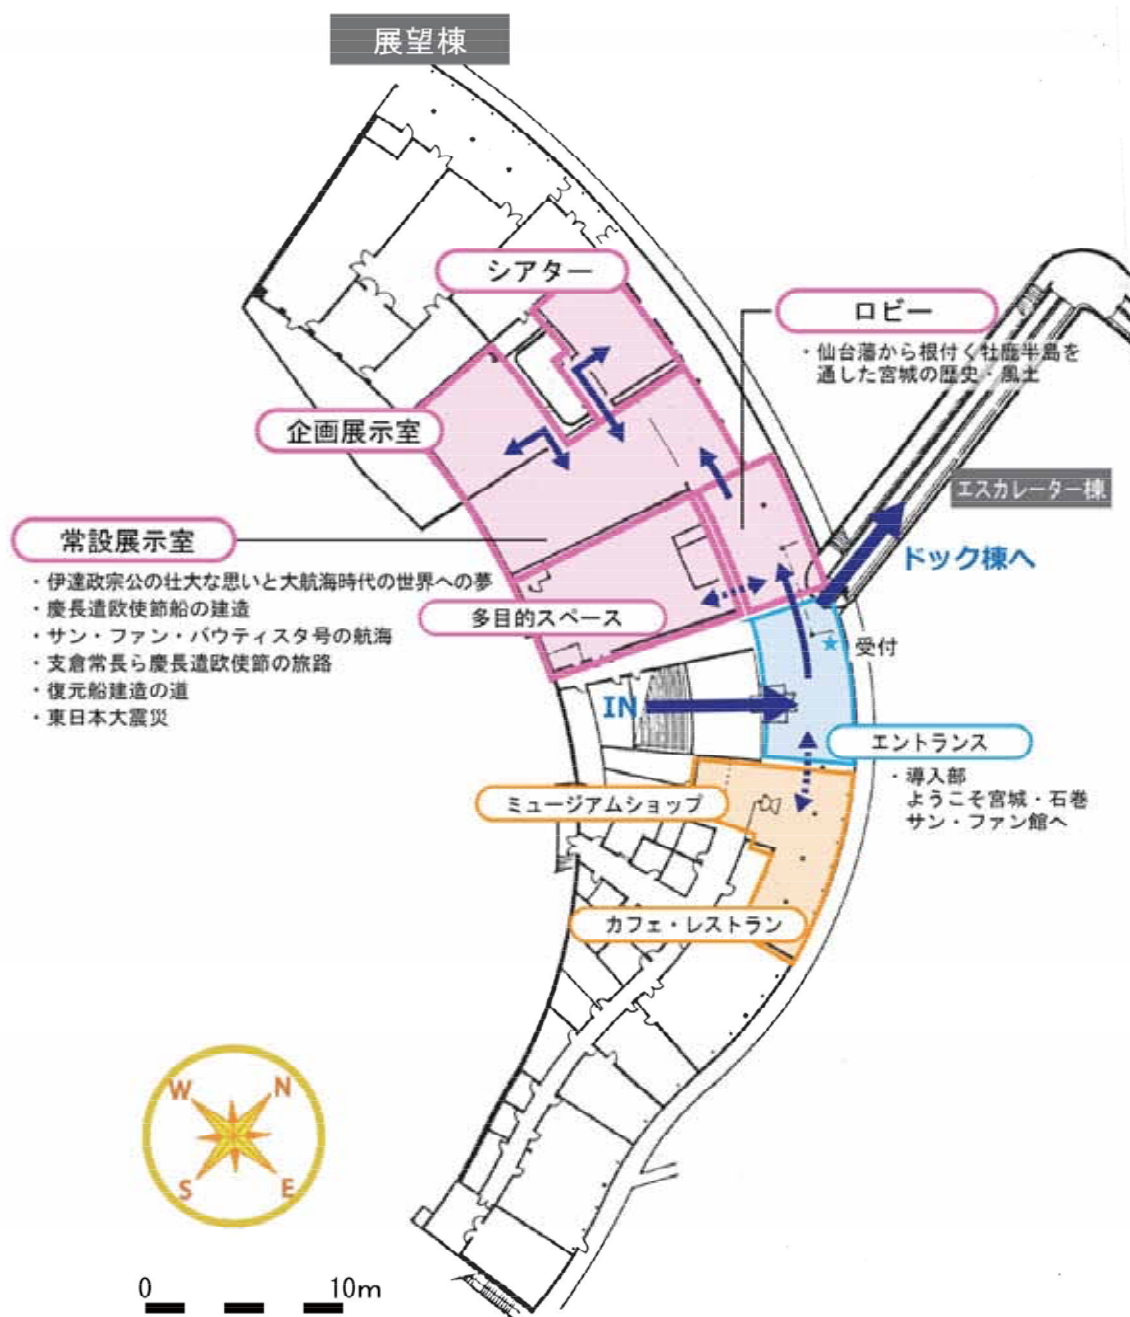 展望棟
シアター
ロビー
・仙台藩から根付く牡鹿半島を
通した宮城の歴史・風土
企画展示室
エスカレーター棟
常設展示室
・伊達政宗公の壮大な思いと大航海時代の世界への夢
・慶長遣欧使節船の建造
・サン・ファン・バウティスタ号の航海
・支倉常長ら慶長遣欧使節の旅路
・復元船建造の道
・東日本大震災
ドック棟へ
多目的スペース
★ 受付
IN
エントランス
・導入部
ようこそ宮城・石巻
サン・ファン館へ
ミュージアムショップ
カフェ・レストラン
W N
S E
0 10m